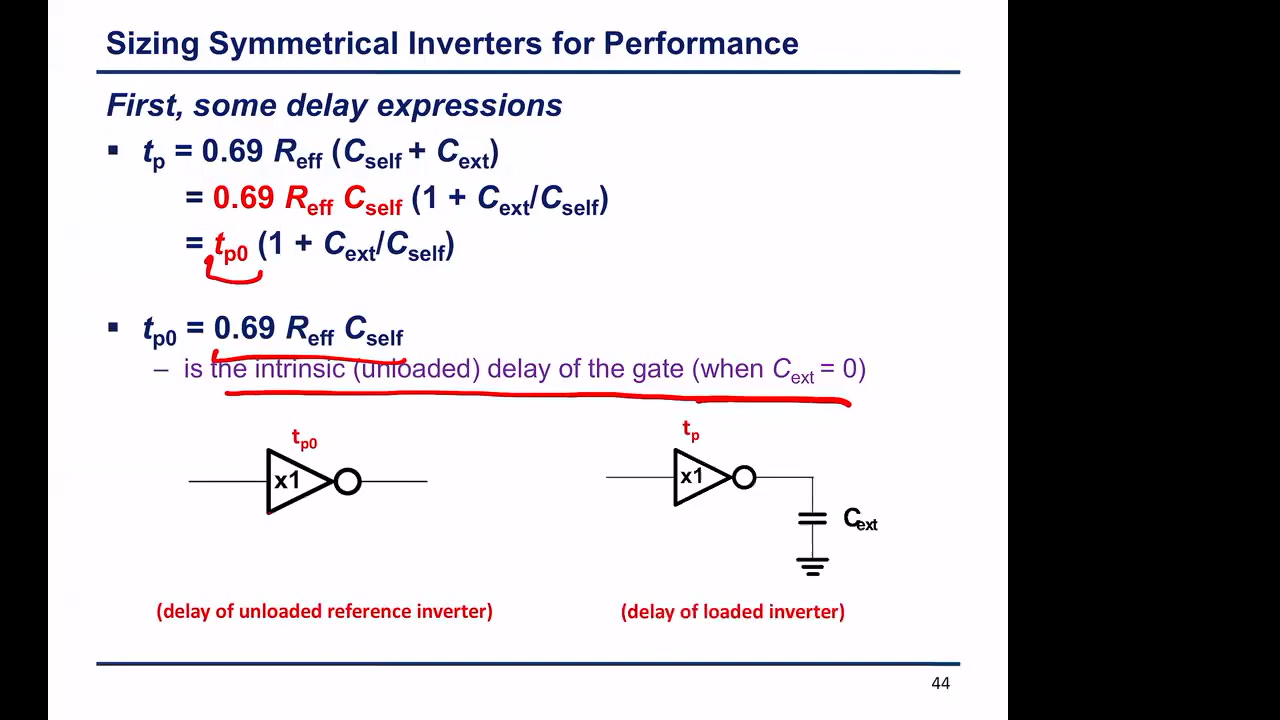 Sizing Symmetrical Inverters for Performance
First, some delay expressions
▪ tp = 0.69 Reff (Cself + Cext)
= 0.69 Reff Cself (1 + Cext/Cself)
= tp0 (1 + Cext/Cself)
▪ tp0 = 0.69 Reff Cself
– is the intrinsic (unloaded) delay of the gate (when Cext = 0)
tp0
tp
x1
x1
Cext
(delay of unloaded reference inverter)
(delay of loaded inverter)
44